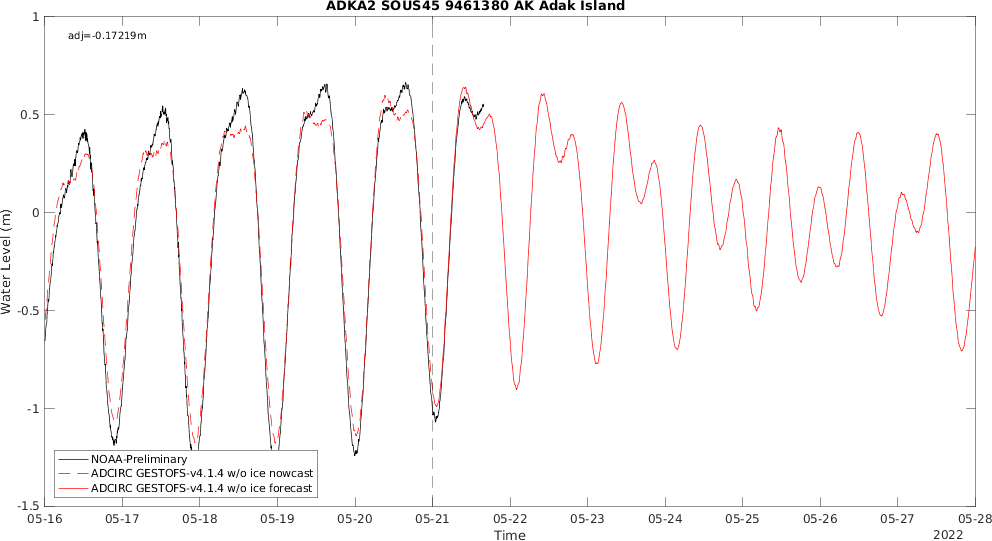 ADKA2 SOUS45 9461380 AK Adak Island
adj=-0.17219m
1
0.5
0
-0.5
-1
-1.5
Water Level (m)
NOAA-Preliminary
ADCIRC GESTOFS-v4.1.4 w/o ice nowcast
ADCIRC GESTOFS-v4.1.4 w/o ice forecast
05-16 05-17 05-18 05-19 05-20 05-21 05-22 05-23 05-24 05-25 05-26 05-27 05-28
Time
2022